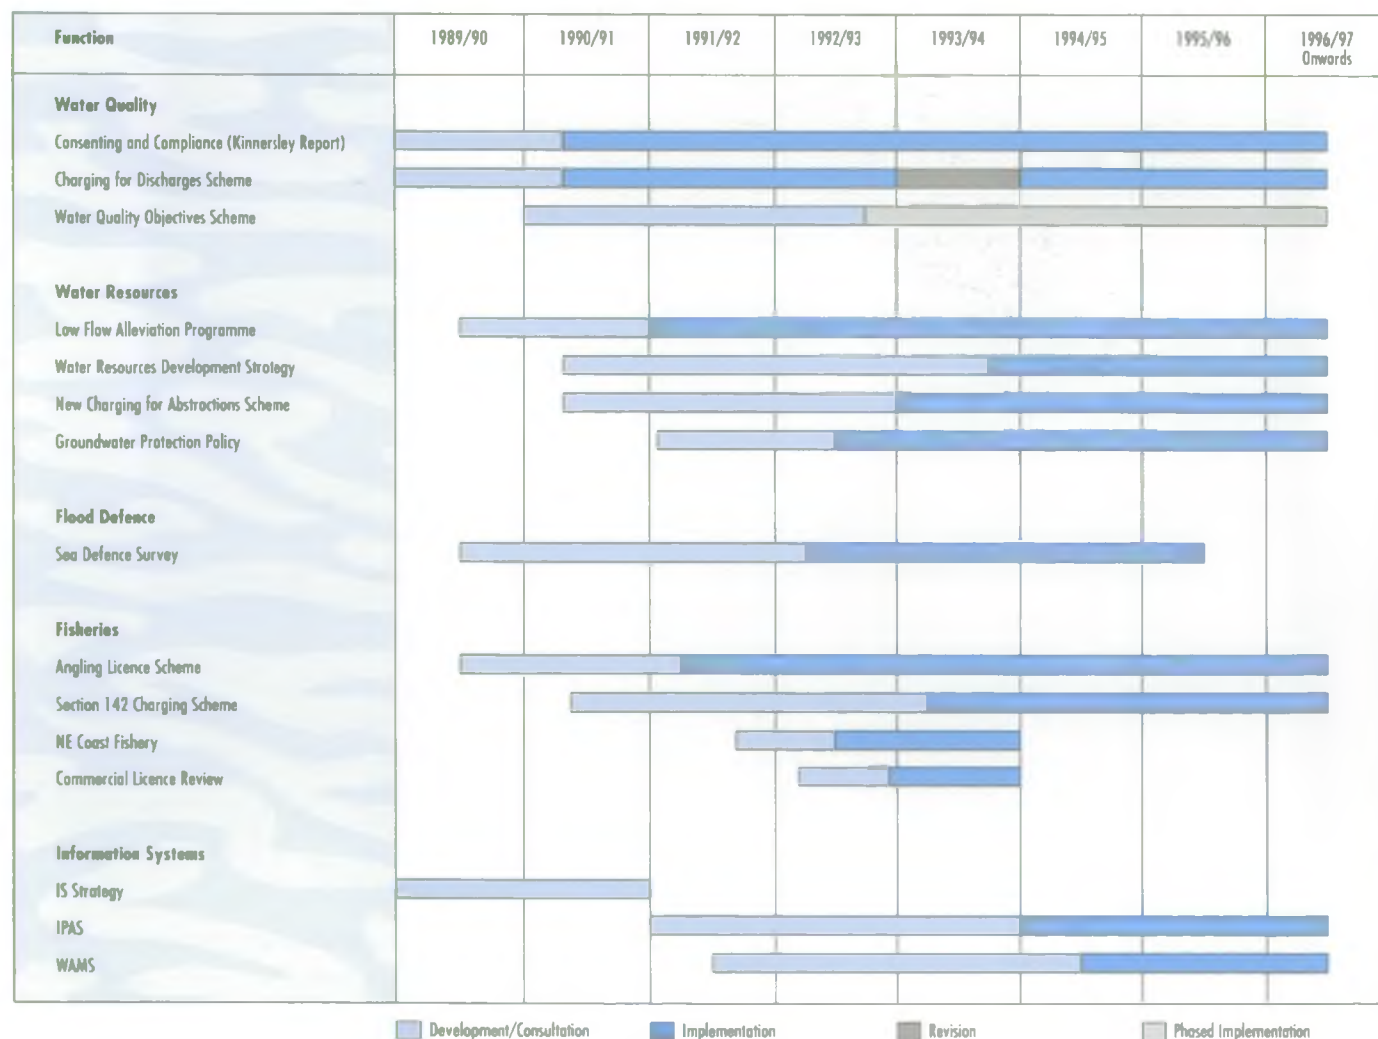 Function 1989/90 1990/91 1991/92 1992/93 1993/94 1994/95 1995/96 1996/97
Onwards
Water Quality
Consenting and Compliance (Kinnersley Report)
Charging for Discharges Scheme
Water Quality Objectives Scheme
Water Resources
Low Flow Alleviation Programme
Water Resources Development Strategy
New Charging for Abstractions Scheme
Groundwater Protection Policy
Flood Defence
Sea Defence Survey
Fisheries
Angling Licence Scheme
Section 142 Charging Scheme
NE Coast Fishery
Commercial Licence Review
Information Systems
IS Strategy
IPAS
WAMS
Development/Consultation Implementation Revision Phased Implementation